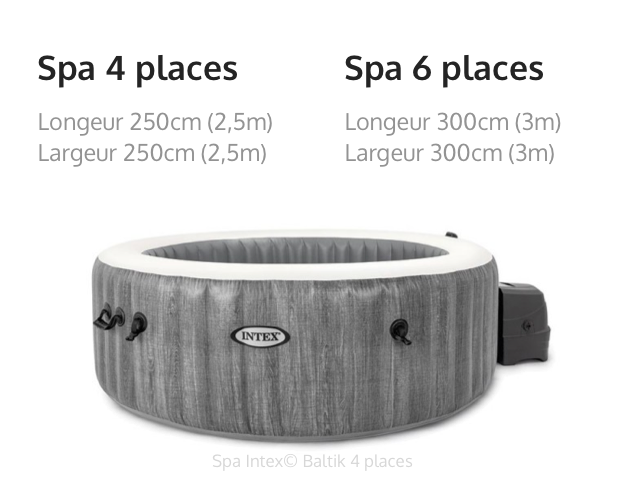 Spa 4 places
Longeur 250cm (2,5m)
Largeur 250cm (2,5m)
Spa 6 places
Longeur 300cm (3m)
Largeur 300cm (3m)
INTEX
Spa Intex© Baltik 4 places